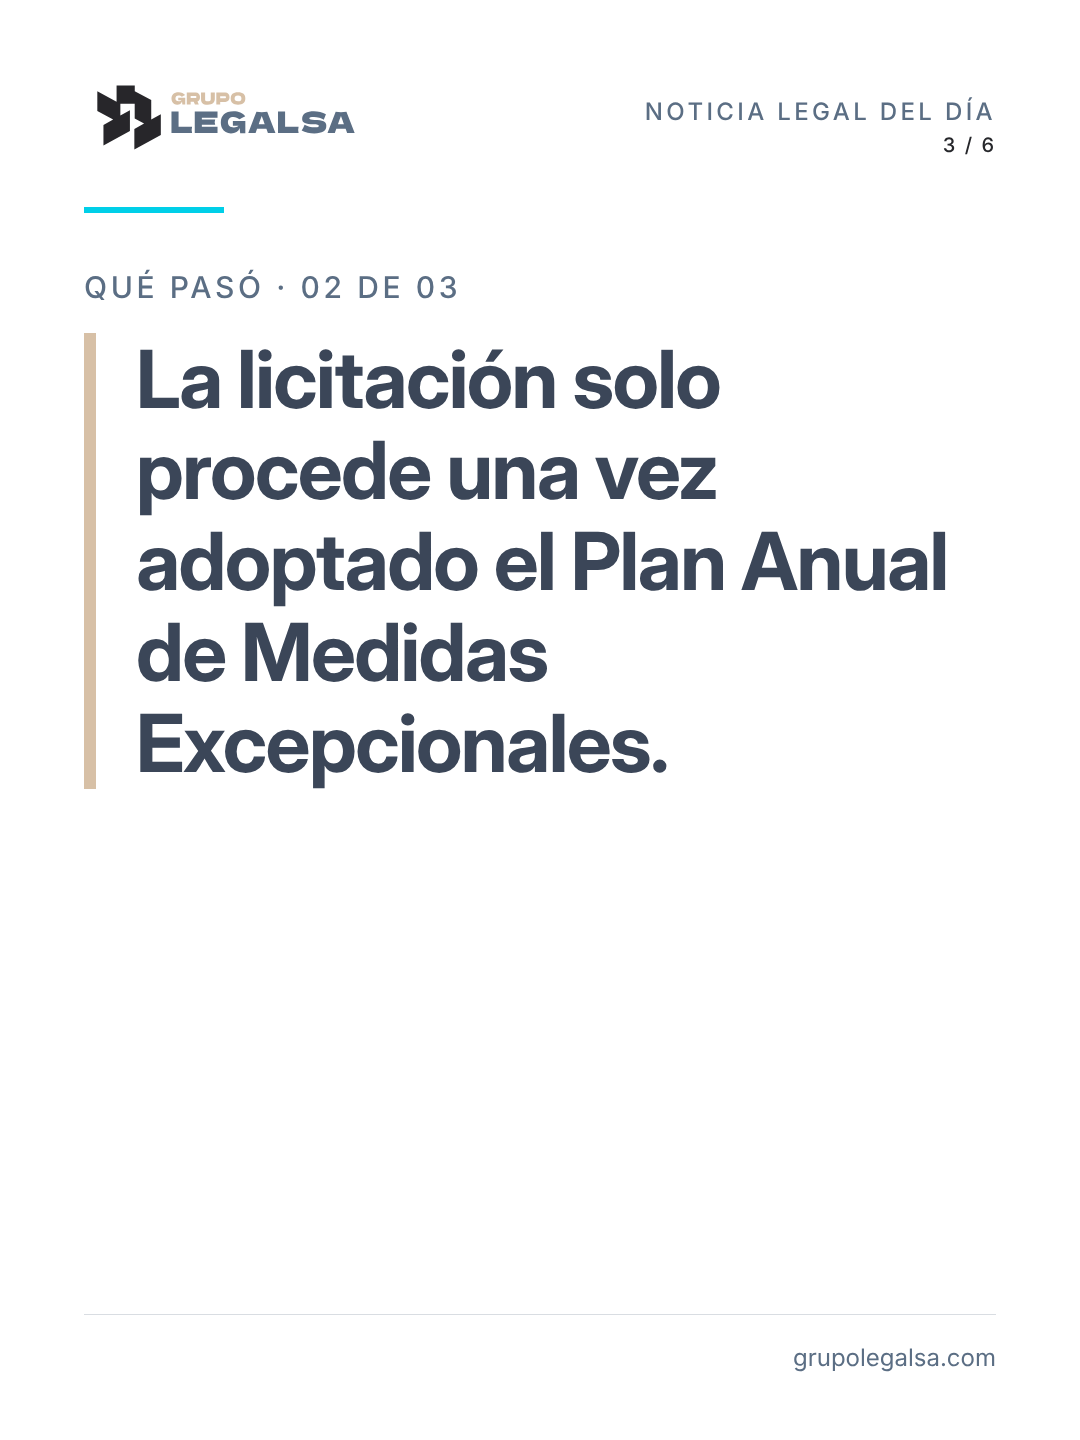 GRUPO
LEGALSA
NOTICIA LEGAL DEL DÍA
3 / 6
QUÉ PASÓ · 02 DE 03
La licitación solo
procede una vez
adoptado el Plan Anual
de Medidas
Excepcionales.
grupolegalsa.com